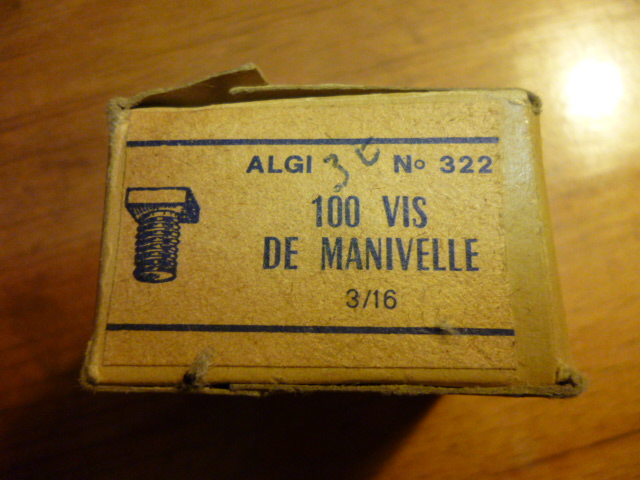 ALGI N° 322
100 VIS
DE MANIVELLE
3/16